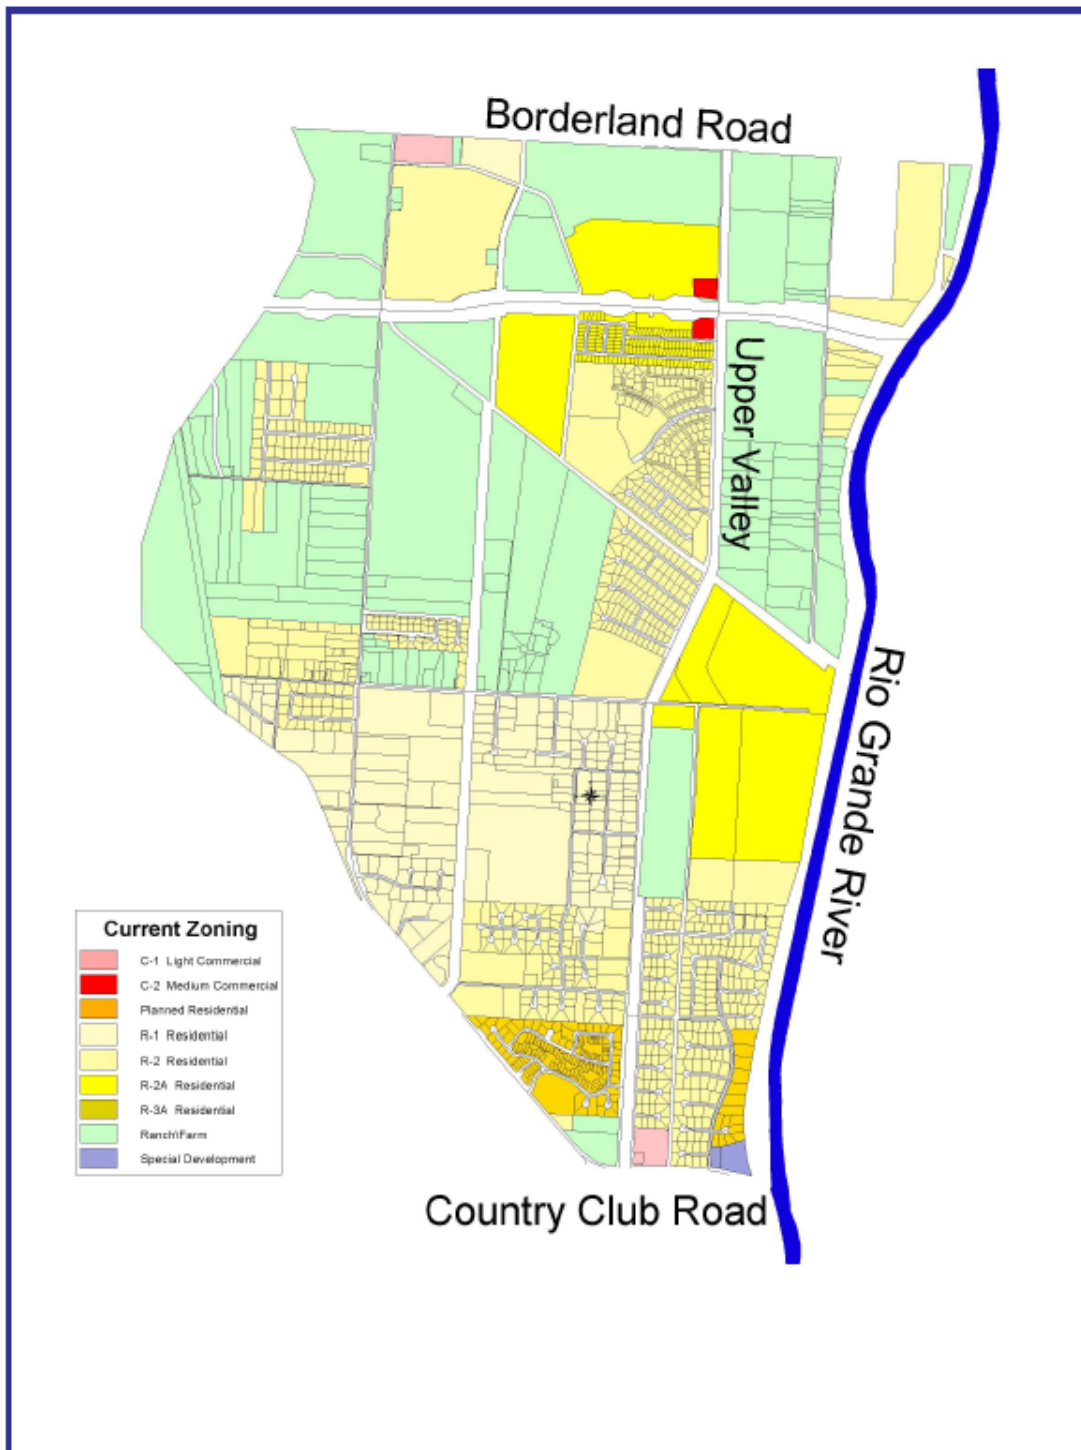 Borderland Road
Upper Valley
Rio Grande River
Current Zoning
C-1 Light Commercial
C-2 Medium Commercial
Planned Residential
R-1 Residential
R-2 Residential
R-2A Residential
R-3A Residential
Ranch\Farm
Special Development
Country Club Road